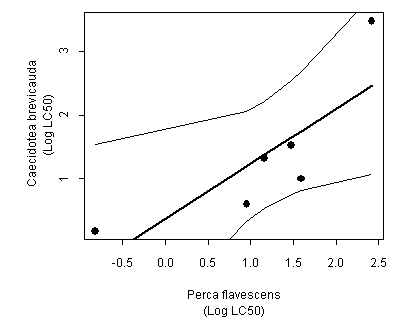 Caecidotea brevicauda
(Log LC50)
3
2
1
-0.5 0.0 0.5 1.0 1.5 2.0 2.5
Perca flavescens
(Log LC50)